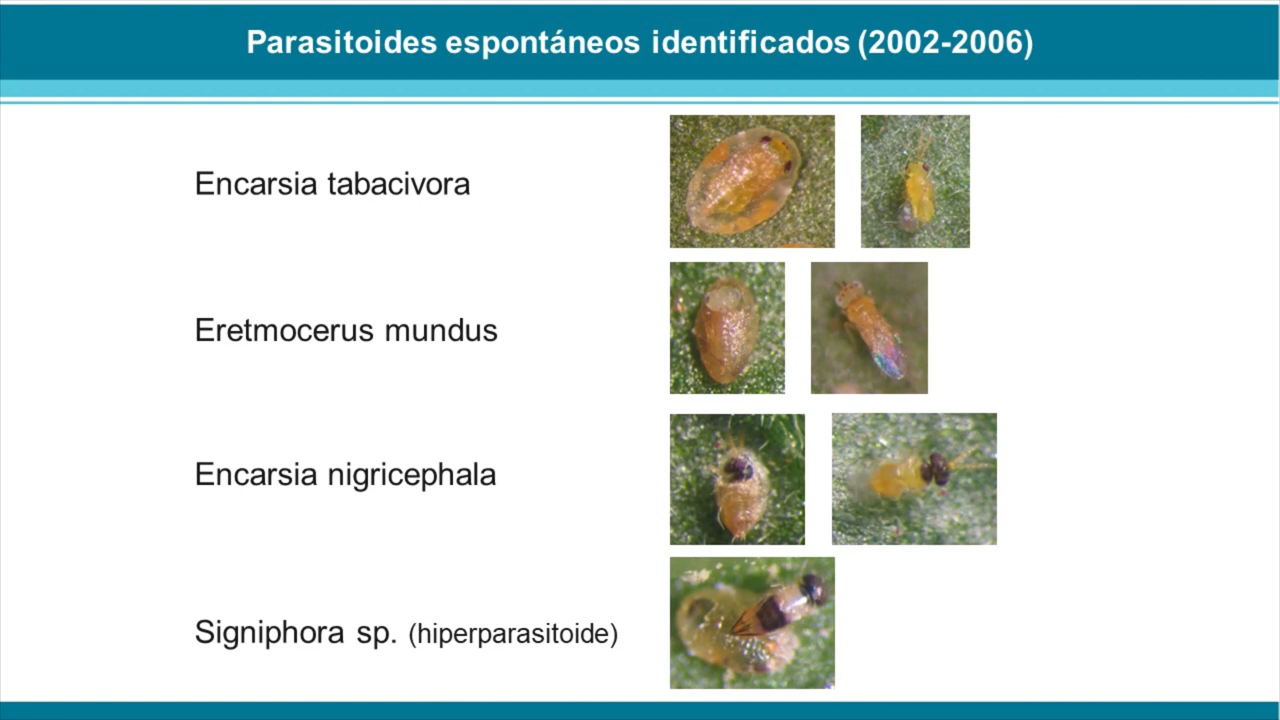 Parasitoides espontáneos identificados (2002-2006)
Encarsia tabacivora
Eretmocerus mundus
Encarsia nigricephala
Signiphora sp. (hiperparasitoide)